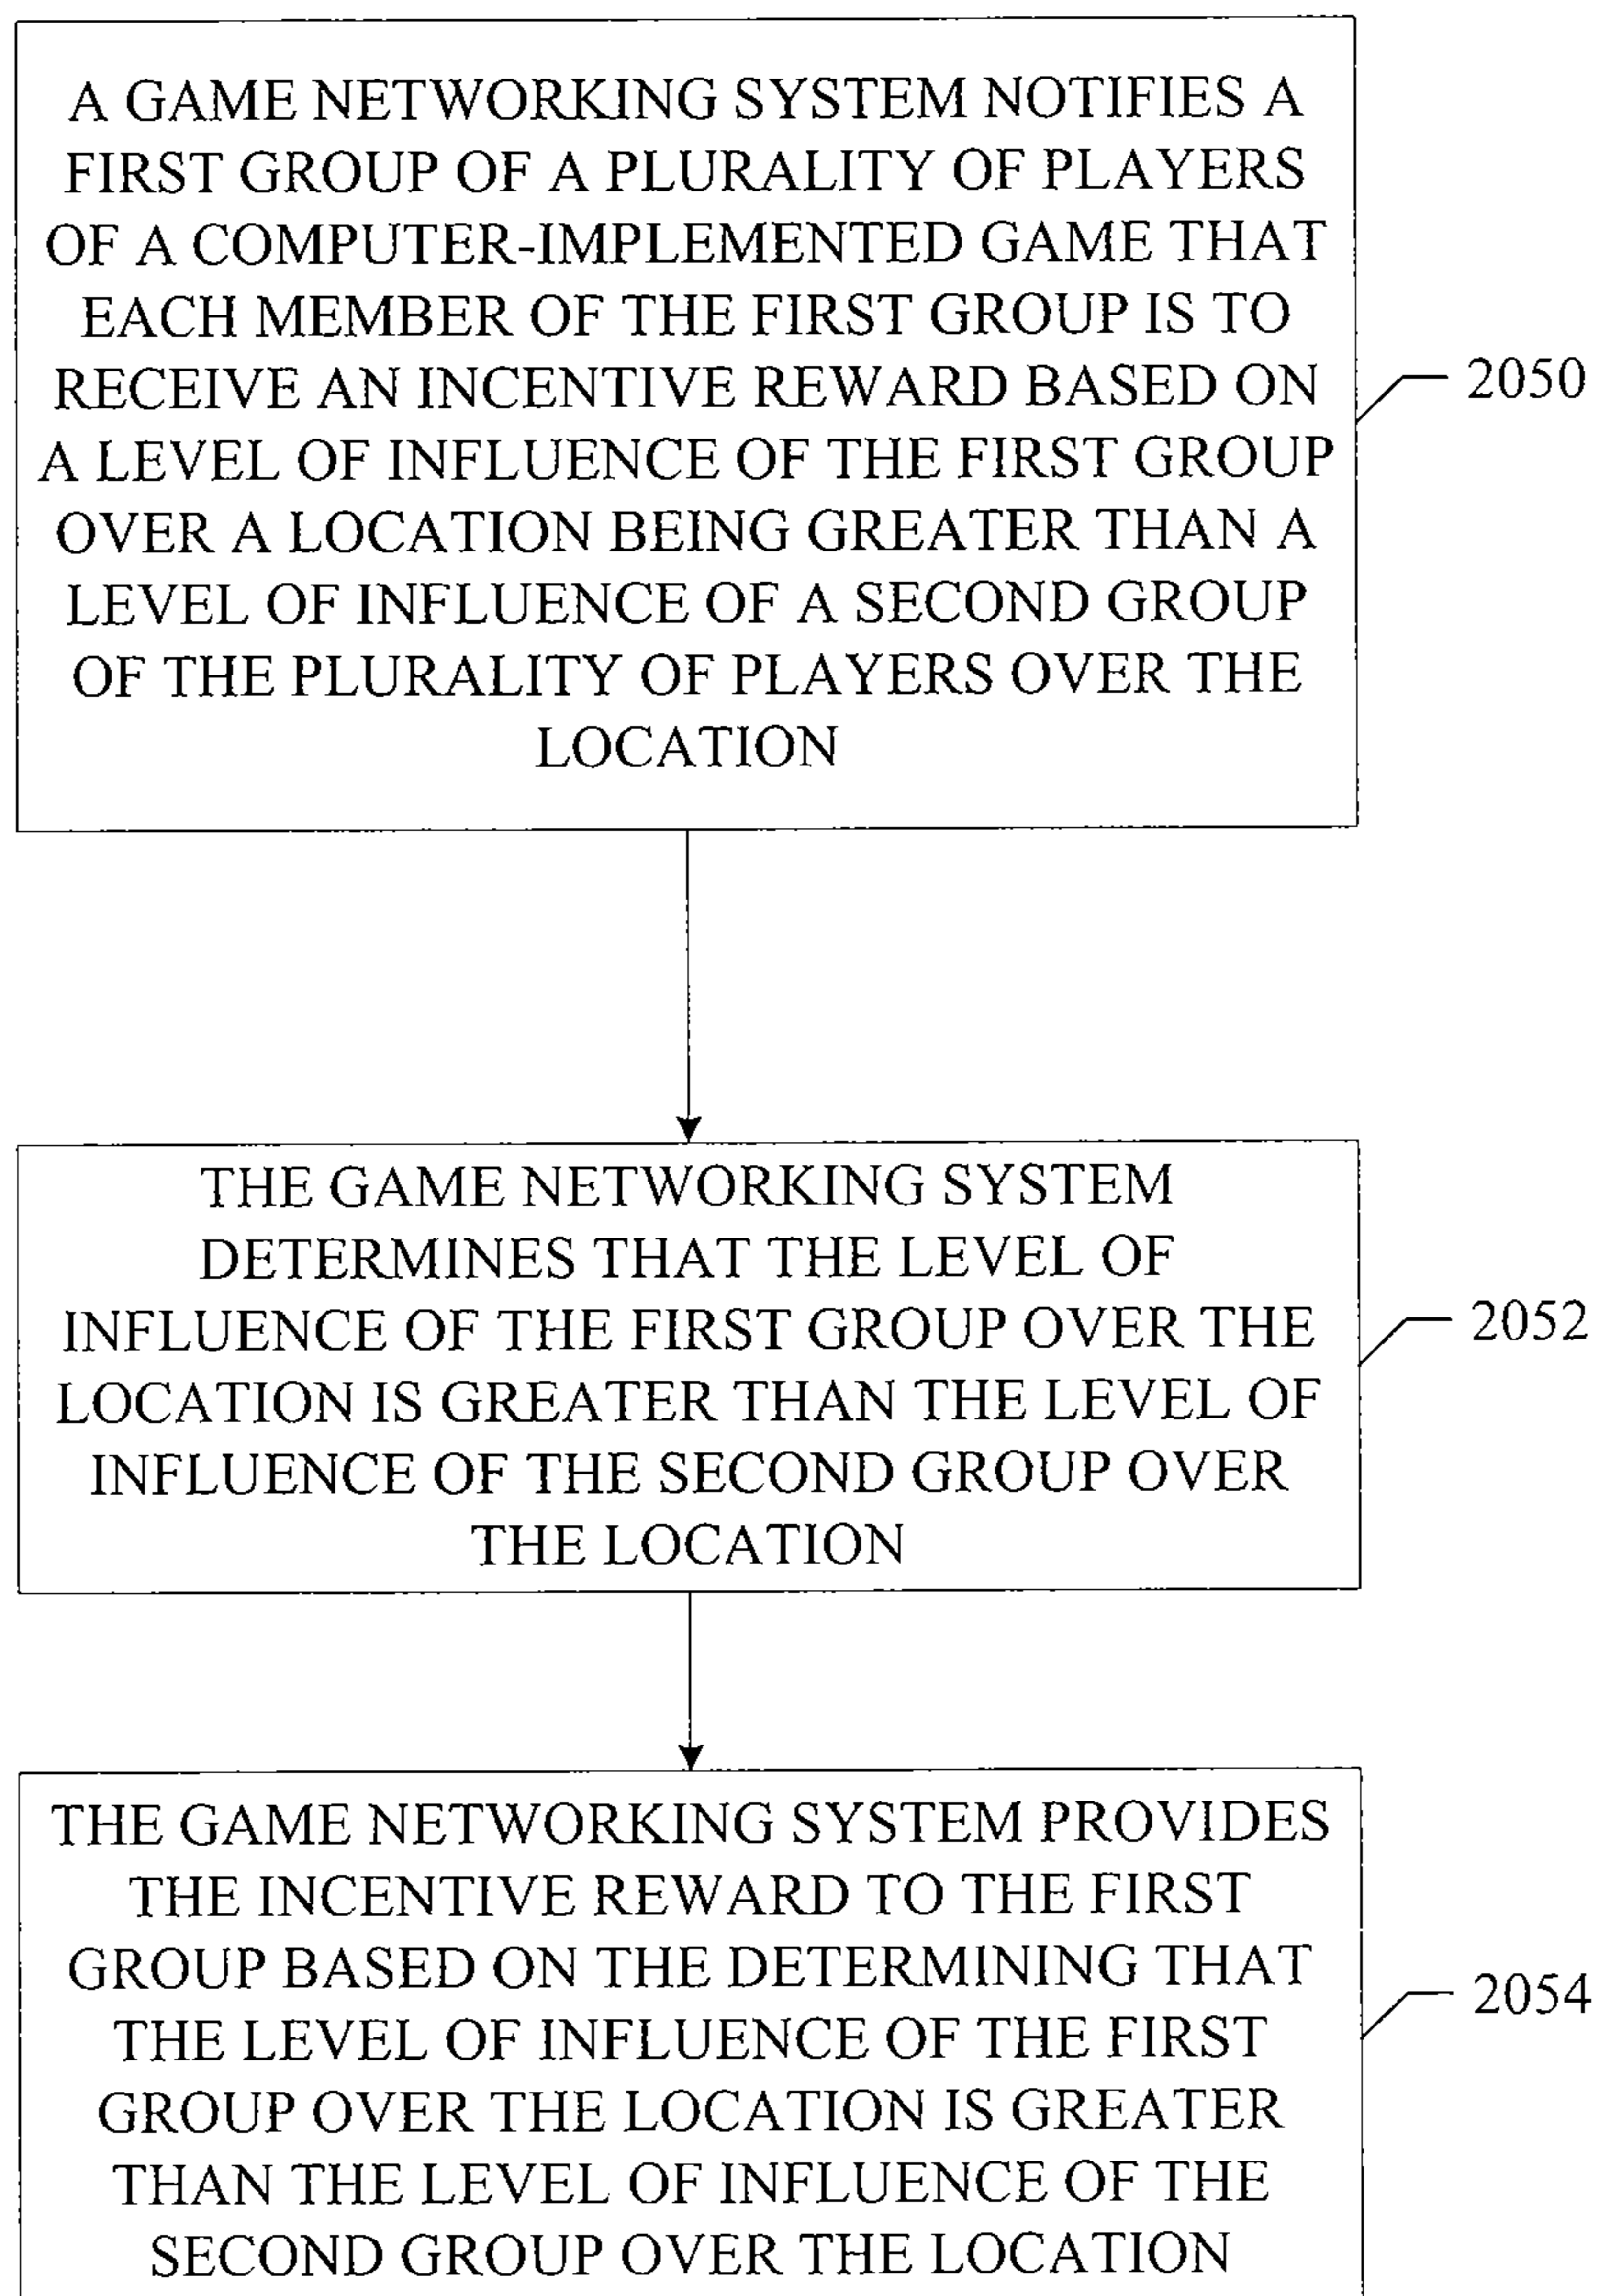 A GAME NETWORKING SYSTEM NOTIFIES A
FIRST GROUP OF A PLURALITY OF PLAYERS
OF A COMPUTER-IMPLEMENTED GAME THAT
EACH MEMBER OF THE FIRST GROUP IS TO
RECEIVE AN INCENTIVE REWARD BASED ON
A LEVEL OF INFLUENCE OF THE FIRST GROUP
OVER A LOCATION BEING GREATER THAN A
LEVEL OF INFLUENCE OF A SECOND GROUP
OF THE PLURALITY OF PLAYERS OVER THE
LOCATION
2050
THE GAME NETWORKING SYSTEM
DETERMINES THAT THE LEVEL OF
INFLUENCE OF THE FIRST GROUP OVER THE
LOCATION IS GREATER THAN THE LEVEL OF
INFLUENCE OF THE SECOND GROUP OVER
THE LOCATION
2052
THE GAME NETWORKING SYSTEM PROVIDES
THE INCENTIVE REWARD TO THE FIRST
GROUP BASED ON THE DETERMINING THAT
THE LEVEL OF INFLUENCE OF THE FIRST
GROUP OVER THE LOCATION IS GREATER
THAN THE LEVEL OF INFLUENCE OF THE
SECOND GROUP OVER THE LOCATION
2054